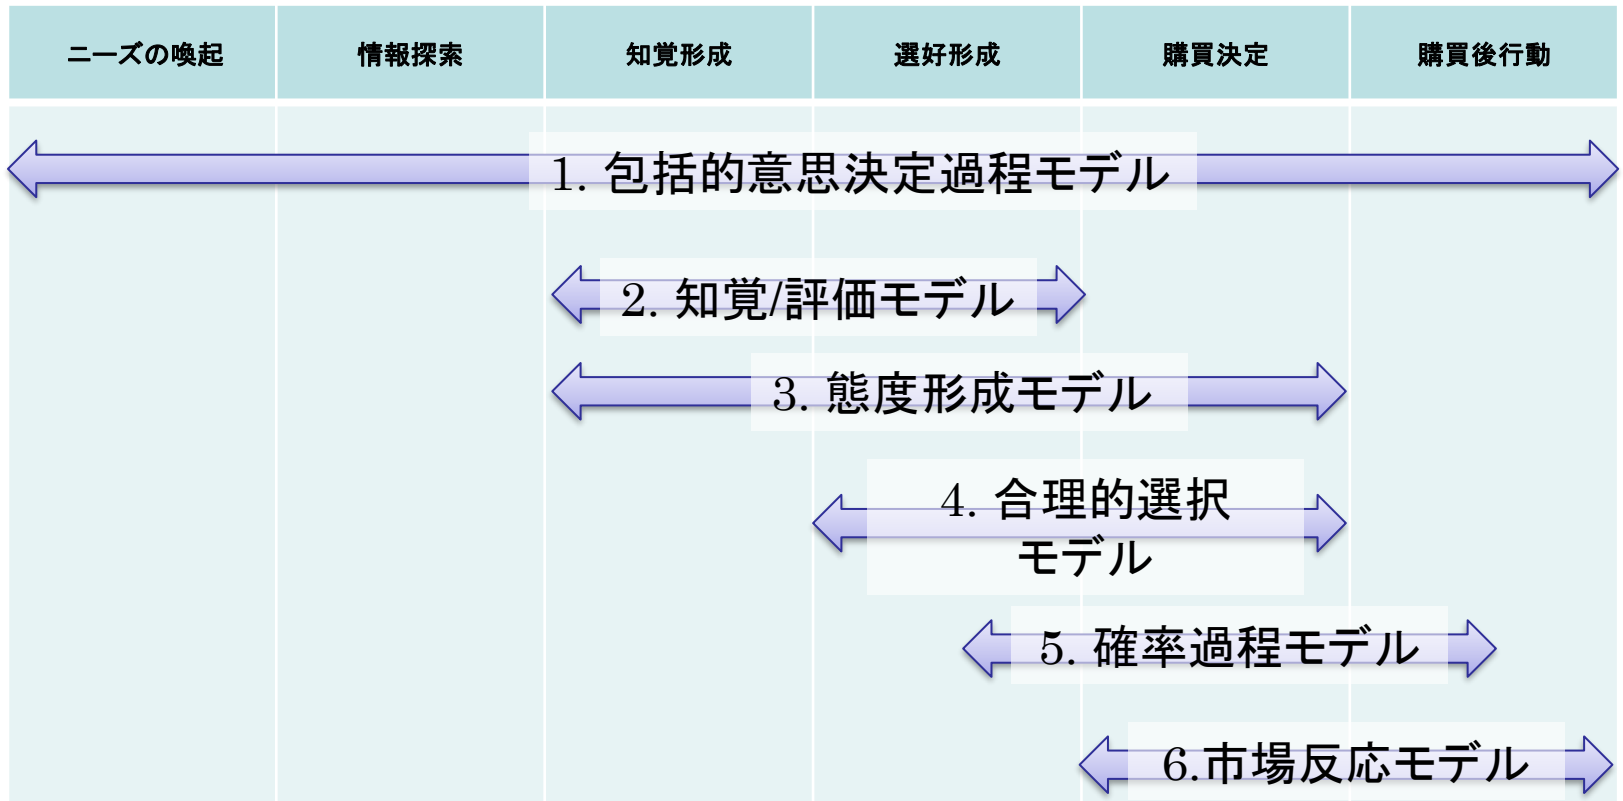 ニーズの喚起
情報探索
知覚形成
選好形成
購買決定
購買後行動
1. 包括的意思決定過程モデル
2. 知覚/評価モデル
3. 態度形成モデル
4. 合理的選択
モデル
5. 確率過程モデル
6.市場反応モデル